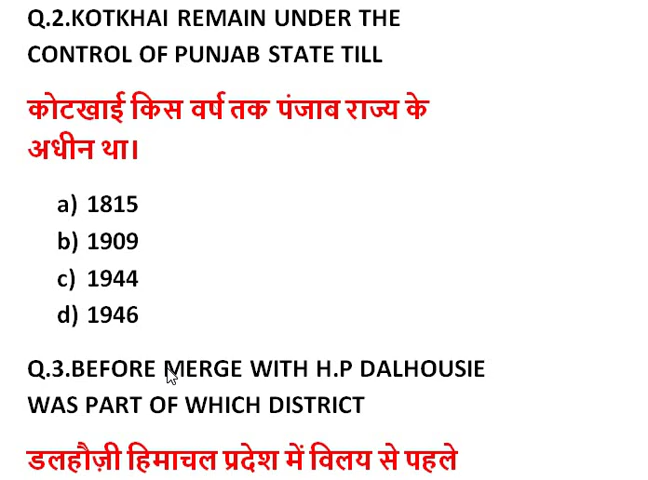 Q.2.KOTKHAI REMAIN UNDER THE
CONTROL OF PUNJAB STATE TILL
कोटखाई किस वर्ष तक पंजाब राज्य के
अधीन था।
a) 1815
b) 1909
c) 1944
d) 1946
Q.3.BEFORE MERGE WITH H.P DALHOUSIE
WAS PART OF WHICH DISTRICT
डलहौज़ी हिमाचल प्रदेश में विलय से पहले